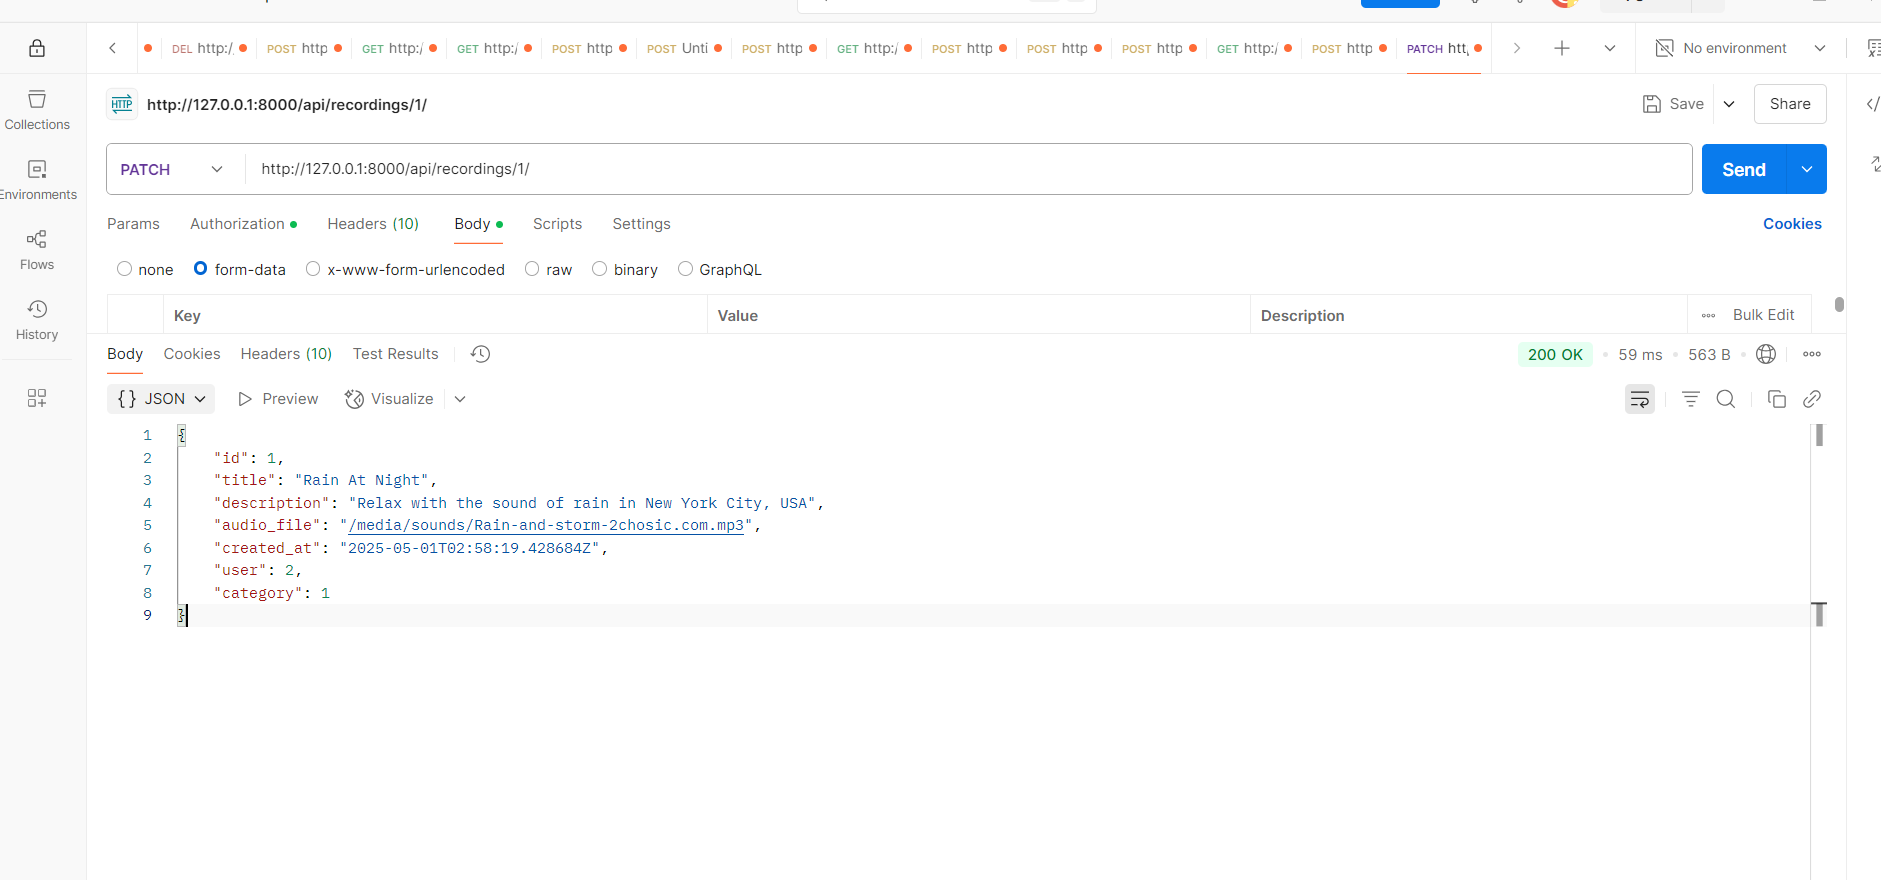 DEL http:/
POST http
GET http:/
GET http:/
POST http
POST Unti
POST http
GET http:/
POST http
POST http
POST http
GET http:/
POST http
PATCH htt
No environment
Collections
Environments
Flows
History
http://127.0.0.1:8000/api/recordings/1/
Save
Share
PATCH
http://127.0.0.1:8000/api/recordings/1/
Send
Params Authorization Headers (10) Body Scripts Settings
Cookies
none form-data x-www-form-urlencoded raw binary GraphQL
Key Value Description Bulk Edit
Body Cookies Headers (10) Test Results
200 OK 59 ms 563 B
{} JSON Preview Visualize
1 {
2 "id": 1,
3 "title": "Rain At Night",
4 "description": "Relax with the sound of rain in New York City, USA",
5 "audio_file": "/media/sounds/Rain-and-storm-2chosic.com.mp3",
6 "created_at": "2025-05-01T02:58:19.428684Z",
7 "user": 2,
8 "category": 1
9 }